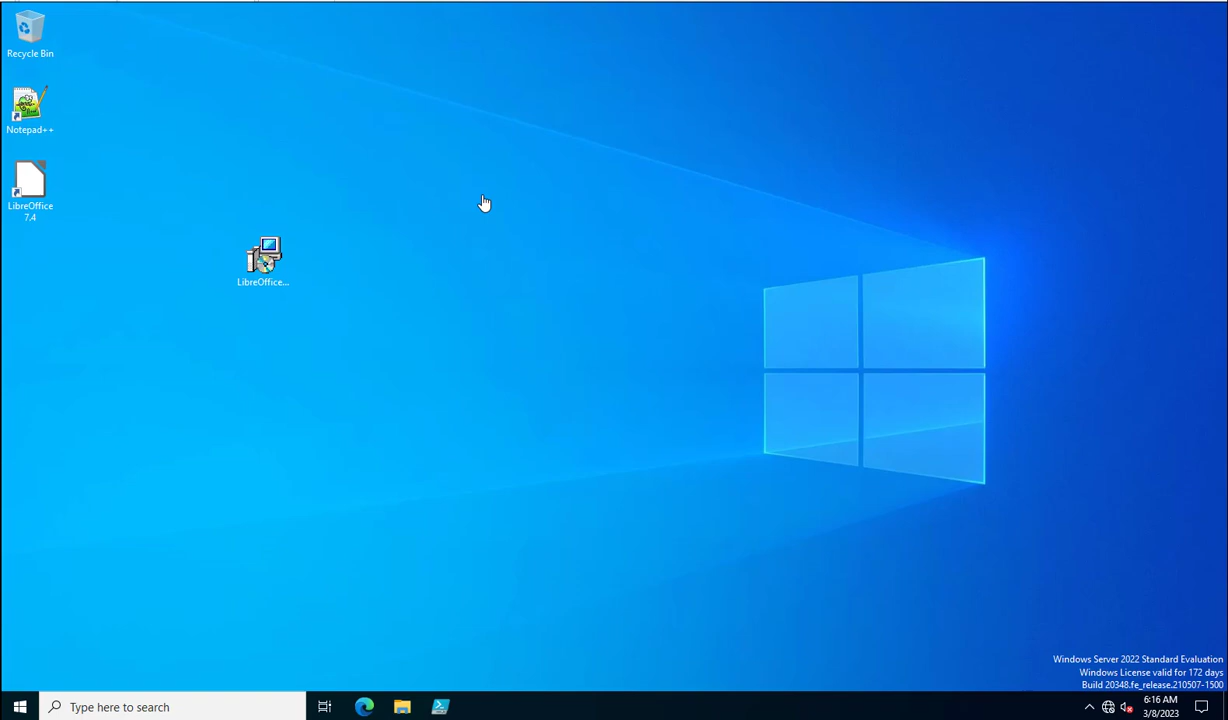 Recycle Bin
Notepad++
LibreOffice
7.4
LibreOffice...
Windows Server 2022 Standard Evaluation
Windows License valid for 172 days
Build 20348.fe_release.210507-1500
Type here to search
6:16 AM
3/8/2023